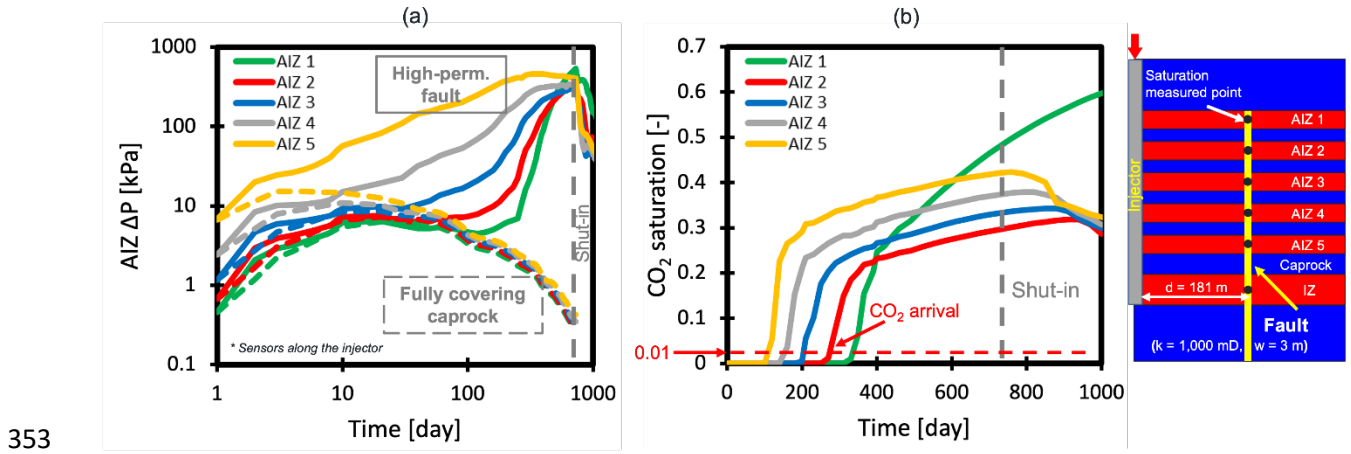 (a)
1000
100
10
1
0.1
AIZ ΔP [kPa]
AIZ 1
AIZ 2
AIZ 3
AIZ 4
AIZ 5
High-perm.
fault
Fully covering
caprock
Shut-in
* Sensors along the injector
1 10 100 1000
Time [day]
(b)
0.7
0.6
0.5
0.4
0.3
0.2
0.1
0
0.01
CO2 saturation [-]
AIZ 1
AIZ 2
AIZ 3
AIZ 4
AIZ 5
CO2 arrival
Shut-in
0 200 400 600 800 1000
Time [day]
Saturation
measured point
Injector
AIZ 1
AIZ 2
AIZ 3
AIZ 4
AIZ 5
Caprock
d = 181 m
IZ
Fault
(k = 1,000 mD, w = 3 m)
353